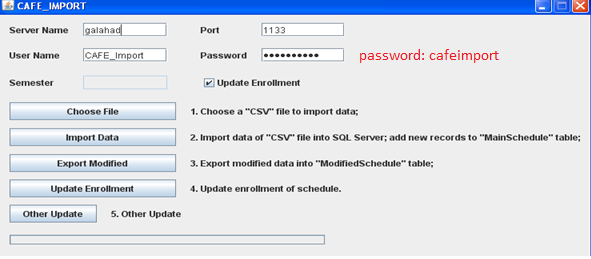 CAFE_IMPORT
Server Name galahad Port 1133
User Name CAFE_Import Password •••••••••• password: cafeimport
Semester Update Enrollment
Choose File 1. Choose a "CSV" file to import data;
Import Data 2. Import data of "CSV" file into SQL Server; add new records to "MainSchedule" table;
Export Modified 3. Export modified data into "ModifiedSchedule" table;
Update Enrollment 4. Update enrollment of schedule.
Other Update 5. Other Update